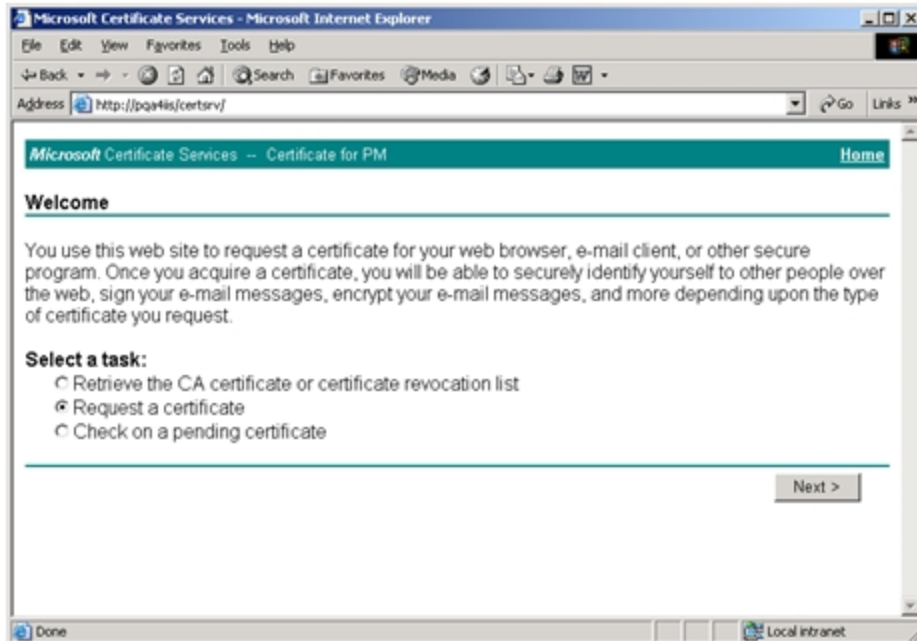 Microsoft Certificate Services - Microsoft Internet Explorer
File Edit View Favorites Tools Help
Back Search Favorites Media
Address http://pqa4iis/certsrv/ Go Links »
Microsoft Certificate Services -- Certificate for PM Home
Welcome
You use this web site to request a certificate for your web browser, e-mail client, or other secure
program. Once you acquire a certificate, you will be able to securely identify yourself to other people over
the web, sign your e-mail messages, encrypt your e-mail messages, and more depending upon the type
of certificate you request.
Select a task:
Retrieve the CA certificate or certificate revocation list
Request a certificate
Check on a pending certificate
Next >
Done Local intranet